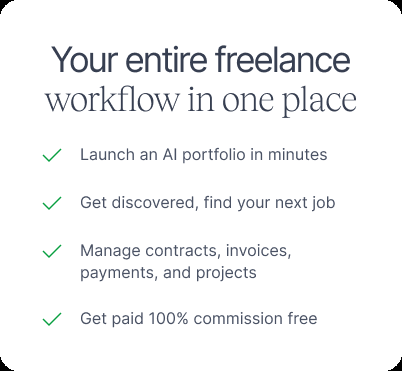 Your entire freelance
workflow in one place
Launch an AI portfolio in minutes
Get discovered, find your next job
Manage contracts, invoices,
payments, and projects
Get paid 100% commission free